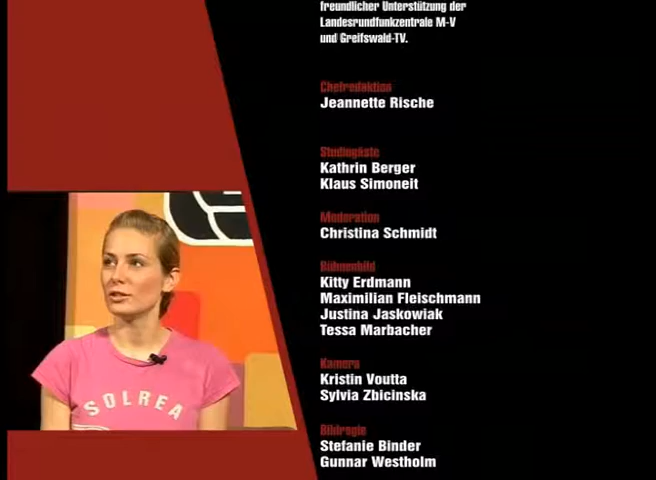 freundlicher Unterstützung der
Landesrundfunkzentrale M-V
und Greifswald-TV.
Chefredaktion
Jeannette Rische
Studiogäste
Kathrin Berger
Klaus Simoneit
Moderation
Christina Schmidt
Bühnenbild
Kitty Erdmann
Maximilian Fleischmann
Justina Jaskowiak
Tessa Marbacher
Kamera
Kristin Voutta
Sylvia Zbicinska
Bildregie
Stefanie Binder
Gunnar Westholm
SOLREA